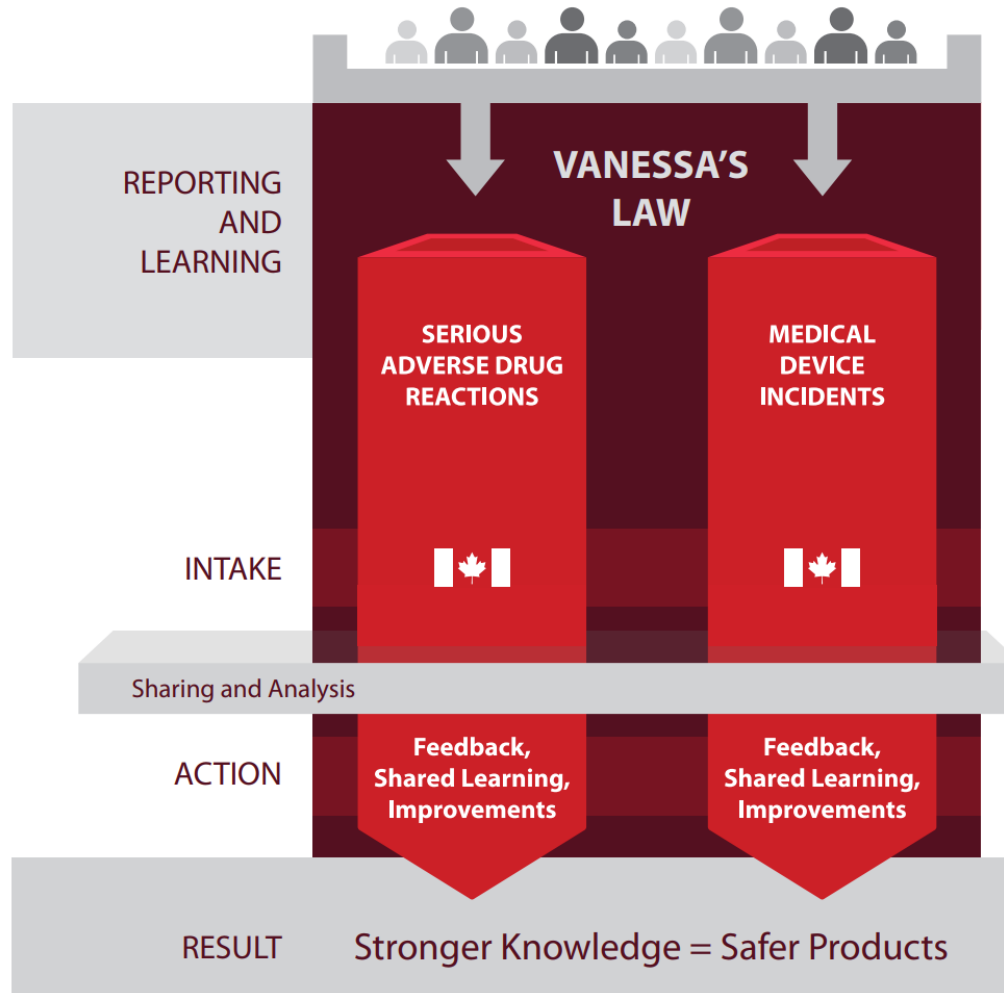 VANESSA'S
LAW
REPORTING
AND
LEARNING
SERIOUS
ADVERSE DRUG
REACTIONS
MEDICAL
DEVICE
INCIDENTS
INTAKE
Sharing and Analysis
ACTION
Feedback,
Shared Learning,
Improvements
Feedback,
Shared Learning,
Improvements
RESULT
Stronger Knowledge = Safer Products